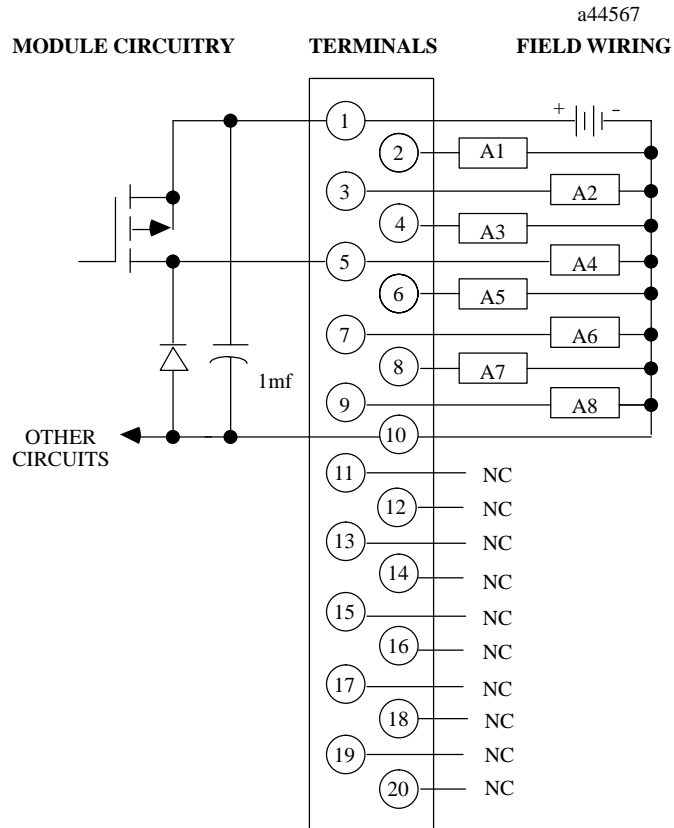 a44567
MODULE CIRCUITRY TERMINALS FIELD WIRING
+ -
1
2 A1
3 A2
4 A3
5 A4
6 A5
7 A6
8 A7
1mf
9 A8
10
OTHER
CIRCUITS
11 NC
12 NC
13 NC
14 NC
15 NC
16 NC
17 NC
18 NC
19 NC
20 NC